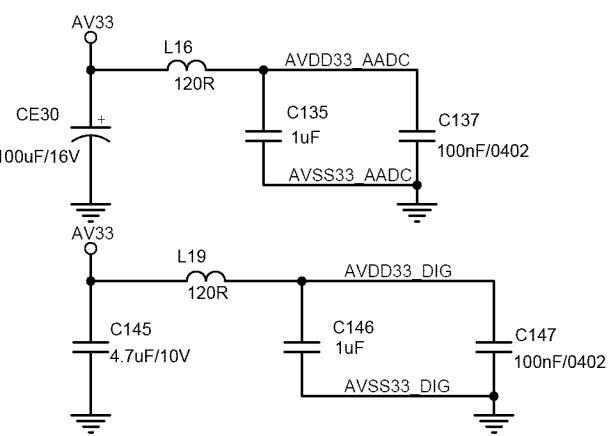 AV33
L16
AVDD33_AADC
120R
CE30
+
C135
C137
1uF
100uF/16V
100nF/0402
AVSS33_AADC
AV33
L19
AVDD33_DIG
120R
C145
C146
C147
4.7uF/10V
1uF
100nF/0402
AVSS33_DIG